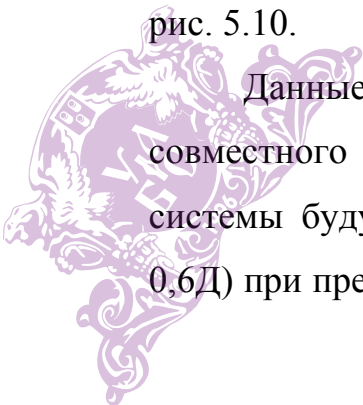 рис. 5.10.
Данные
совместного
системы буду
0,6Д) при пре